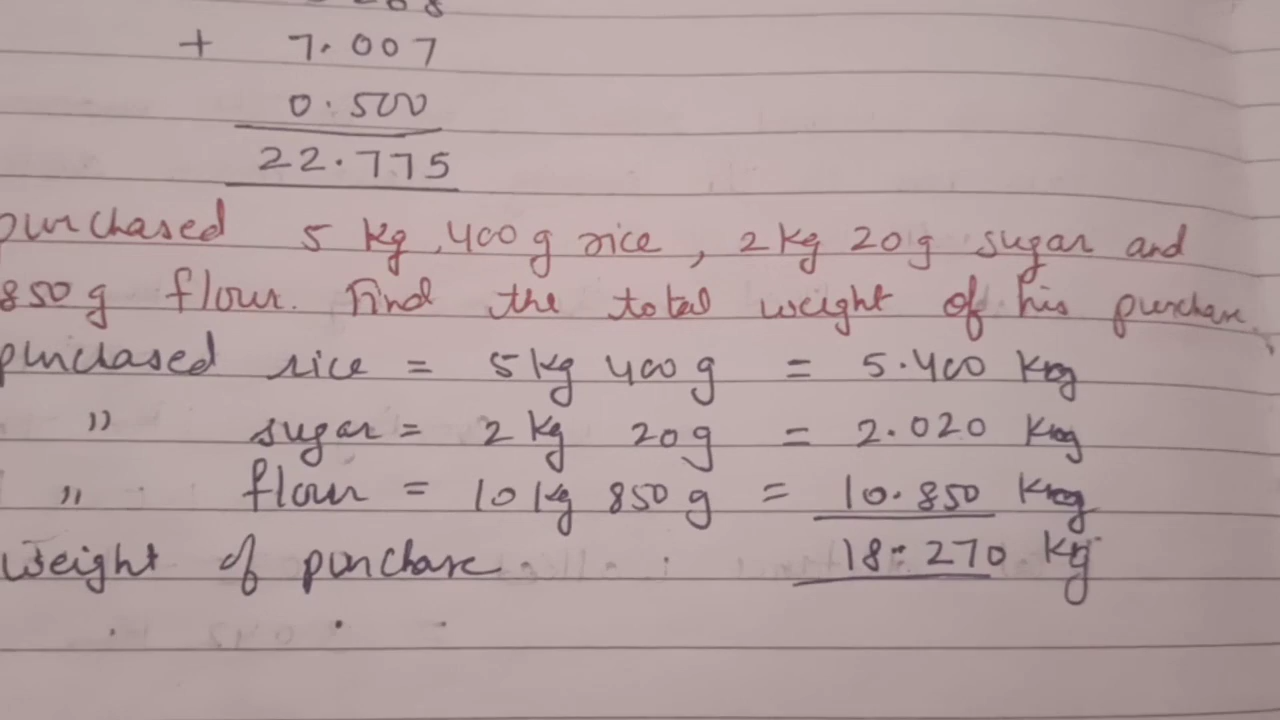 + 7.007
0.500
22.775
purchased 5 kg 400 g rice, 2 kg 20 g sugar and
850 g flour. Find the total weight of his purchase.
purchased rice = 5 kg 400 g = 5.400 kg
" sugar = 2 kg 20 g = 2.020 kg
" flour = 10 kg 850 g = 10.850 kg
weight of purchase 18.270 kg